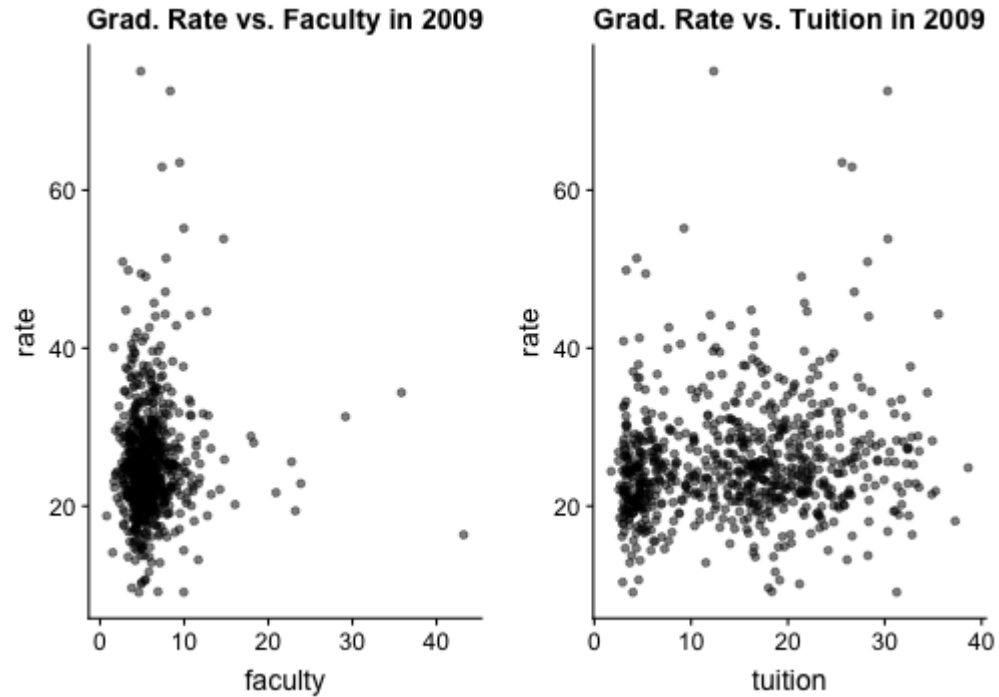 Grad. Rate vs. Faculty in 2009
60
40
20
rate
0 10 20 30 40
faculty
Grad. Rate vs. Tuition in 2009
60
40
20
rate
0 10 20 30 40
tuition